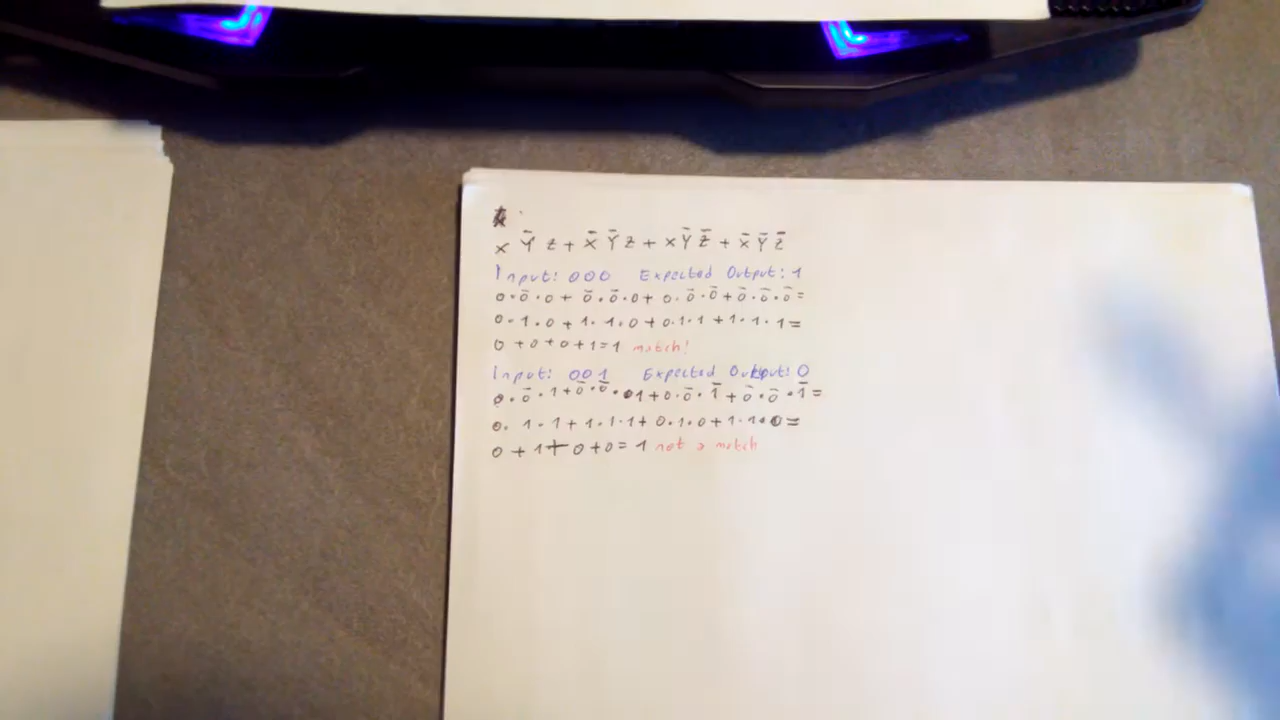 x Ȳ z + x̄ Ȳ z + x Ȳ z̄ + x̄ Ȳ z̄
Input: 000 Expected Output: 1
0·0̄·0 + 0̄·0̄·0 + 0·0̄·0̄ + 0̄·0̄·0̄ =
0·1·0 + 1·1·0 + 0·1·1 + 1·1·1 =
0 + 0 + 0 + 1 = 1 match!
Input: 001 Expected Output: 0
0·0̄·1 + 0̄·0̄·1 + 0·0̄·1̄ + 0̄·0̄·1̄ =
0·1·1 + 1·1·1 + 0·1·0 + 1·1·0 =
0 + 1 + 0 + 0 = 1 not a match